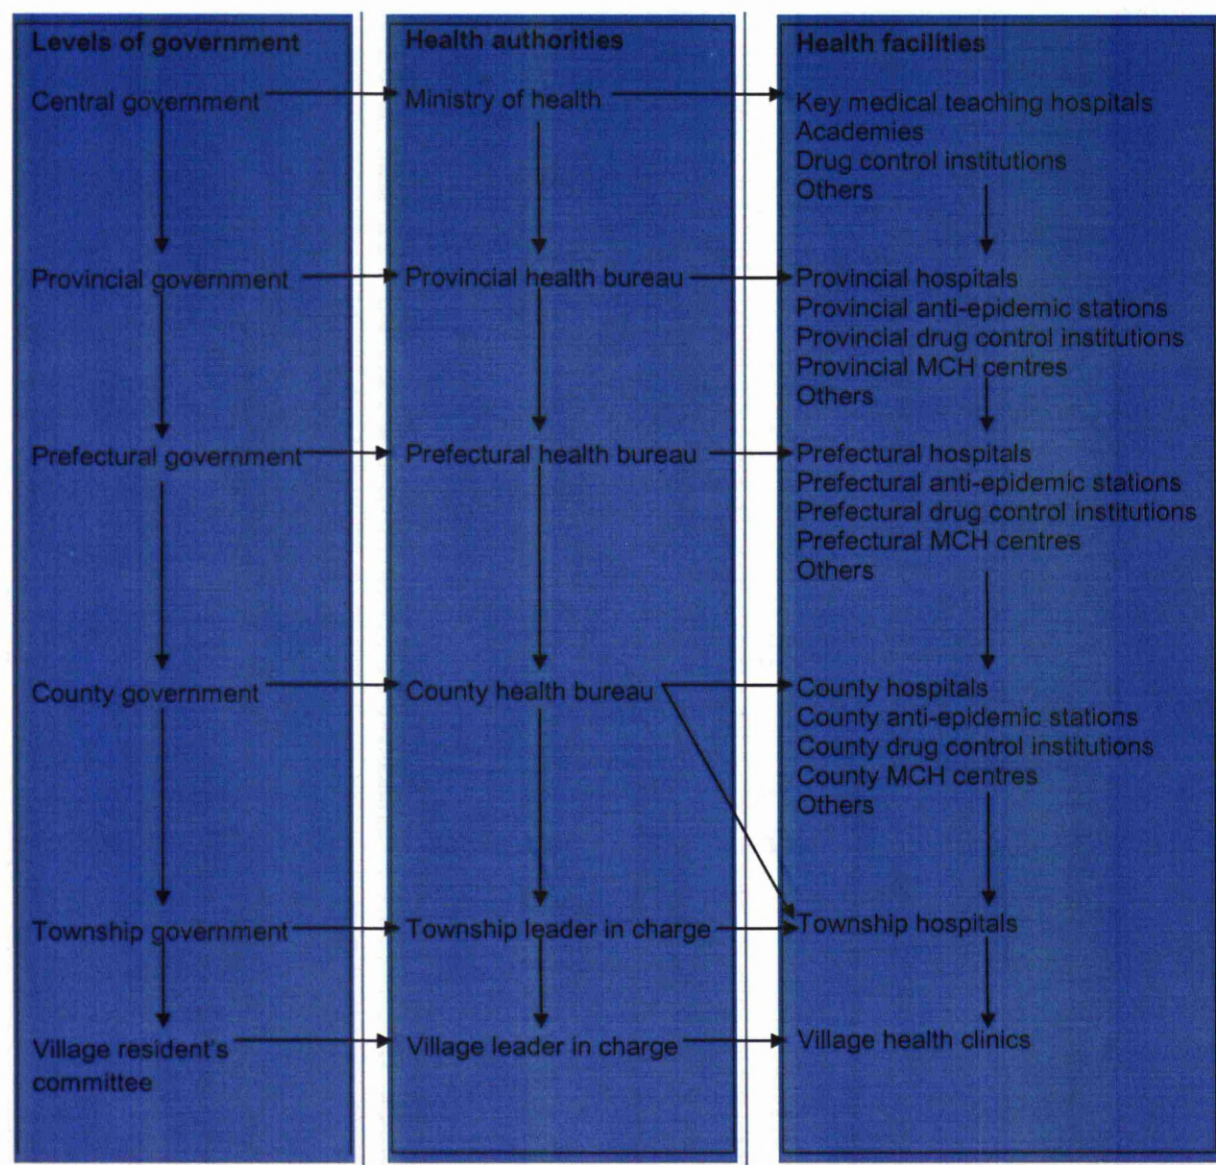 Levels of government
Central government
Provincial government
Prefectural government
County government
Township government
Village resident's
committee
Health authorities
Ministry of health
Provincial health bureau
Prefectural health bureau
County health bureau
Township leader in charge
Village leader in charge
Health facilities
Key medical teaching hospitals
Academies
Drug control institutions
Others
Provincial hospitals
Provincial anti-epidemic stations
Provincial drug control institutions
Provincial MCH centres
Others
Prefectural hospitals
Prefectural anti-epidemic stations
Prefectural drug control institutions
Prefectural MCH centres
Others
County hospitals
County anti-epidemic stations
County drug control institutions
County MCH centres
Others
Township hospitals
Village health clinics